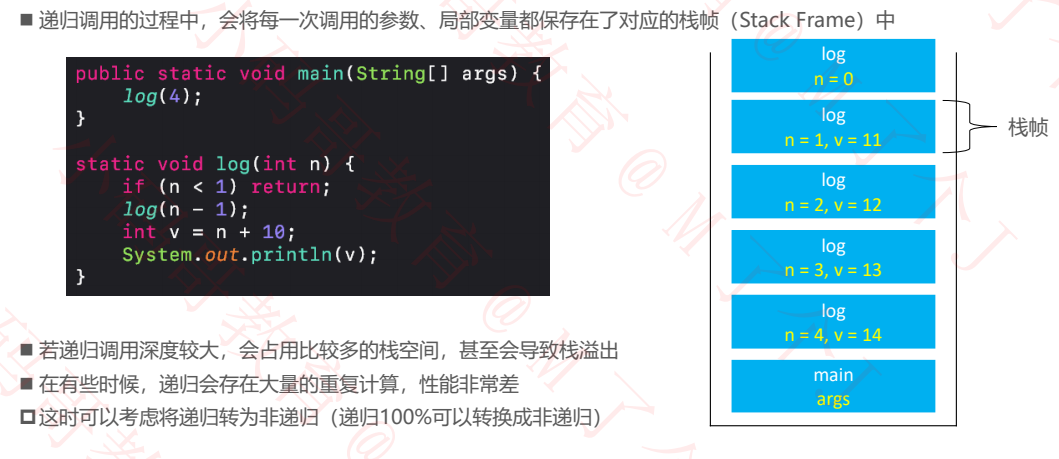 递归调用的过程中，会将每一次调用的参数、局部变量都保存在了对应的栈帧（Stack Frame）中
public static void main(String[] args) {
    log(4);
}
static void log(int n) {
    if (n < 1) return;
    log(n - 1);
    int v = n + 10;
    System.out.println(v);
}
log
n = 0
log
n = 1, v = 11
栈帧
log
n = 2, v = 12
log
n = 3, v = 13
log
n = 4, v = 14
main
args
若递归调用深度较大，会占用比较多的栈空间，甚至会导致栈溢出
在有些时候，递归会存在大量的重复计算，性能非常差
这时可以考虑将递归转为非递归（递归100%可以转换成非递归）